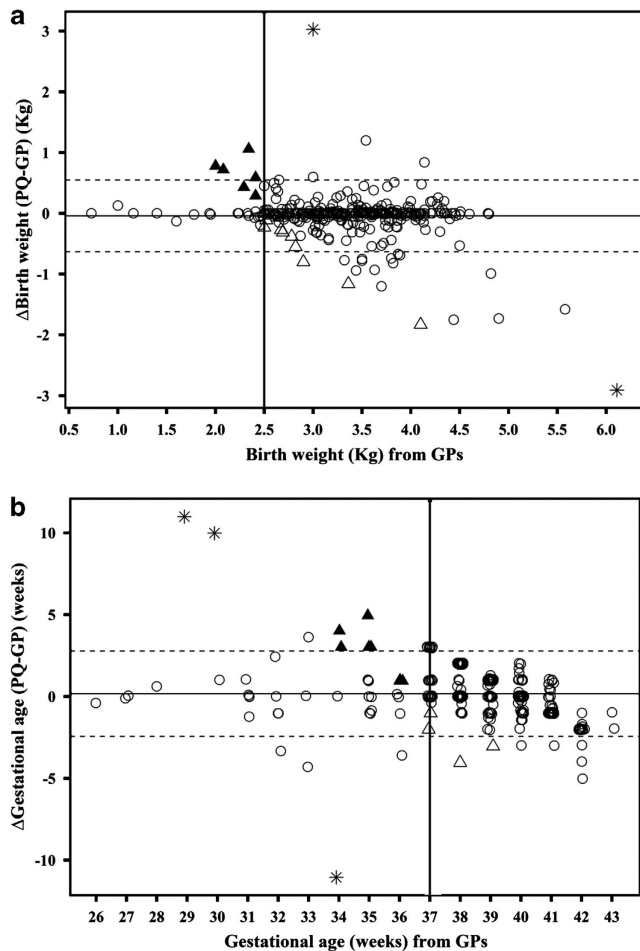 a
3
2
1
0
-1
-2
-3
ΔBirth weight (PQ-GP) (Kg)
0.5 1.0 1.5 2.0 2.5 3.0 3.5 4.0 4.5 5.0 5.5 6.0
Birth weight (Kg) from GPs
b
10
5
0
-5
-10
ΔGestational age (PQ-GP) (weeks)
26 27 28 29 30 31 32 33 34 35 36 37 38 39 40 41 42 43
Gestational age (weeks) from GPs